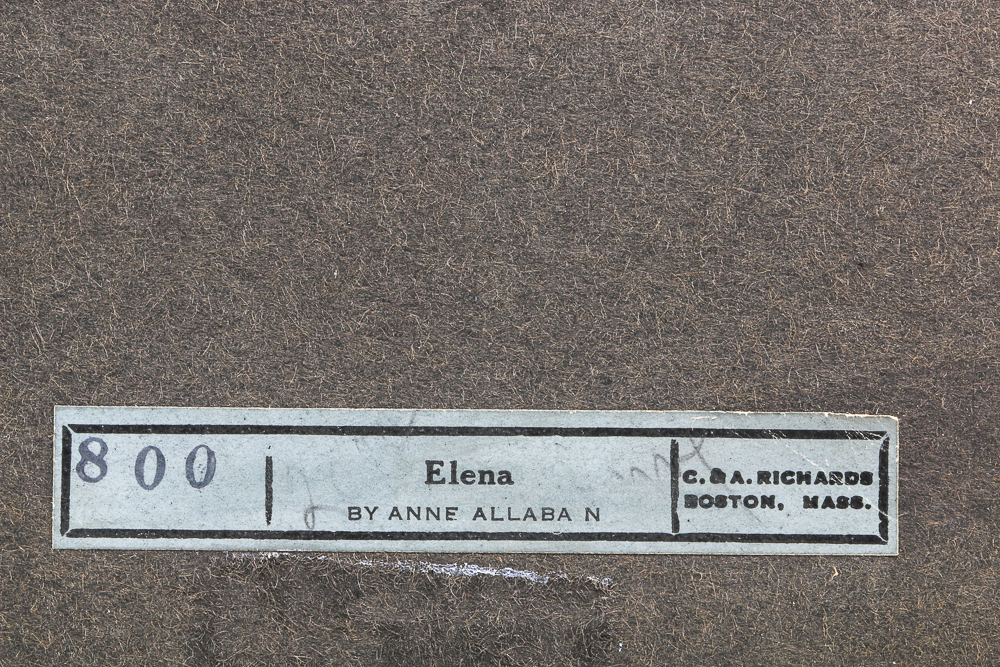 800
Elena
BY ANNE ALLABA N
C. & A. RICHARDS
BOSTON, MASS.